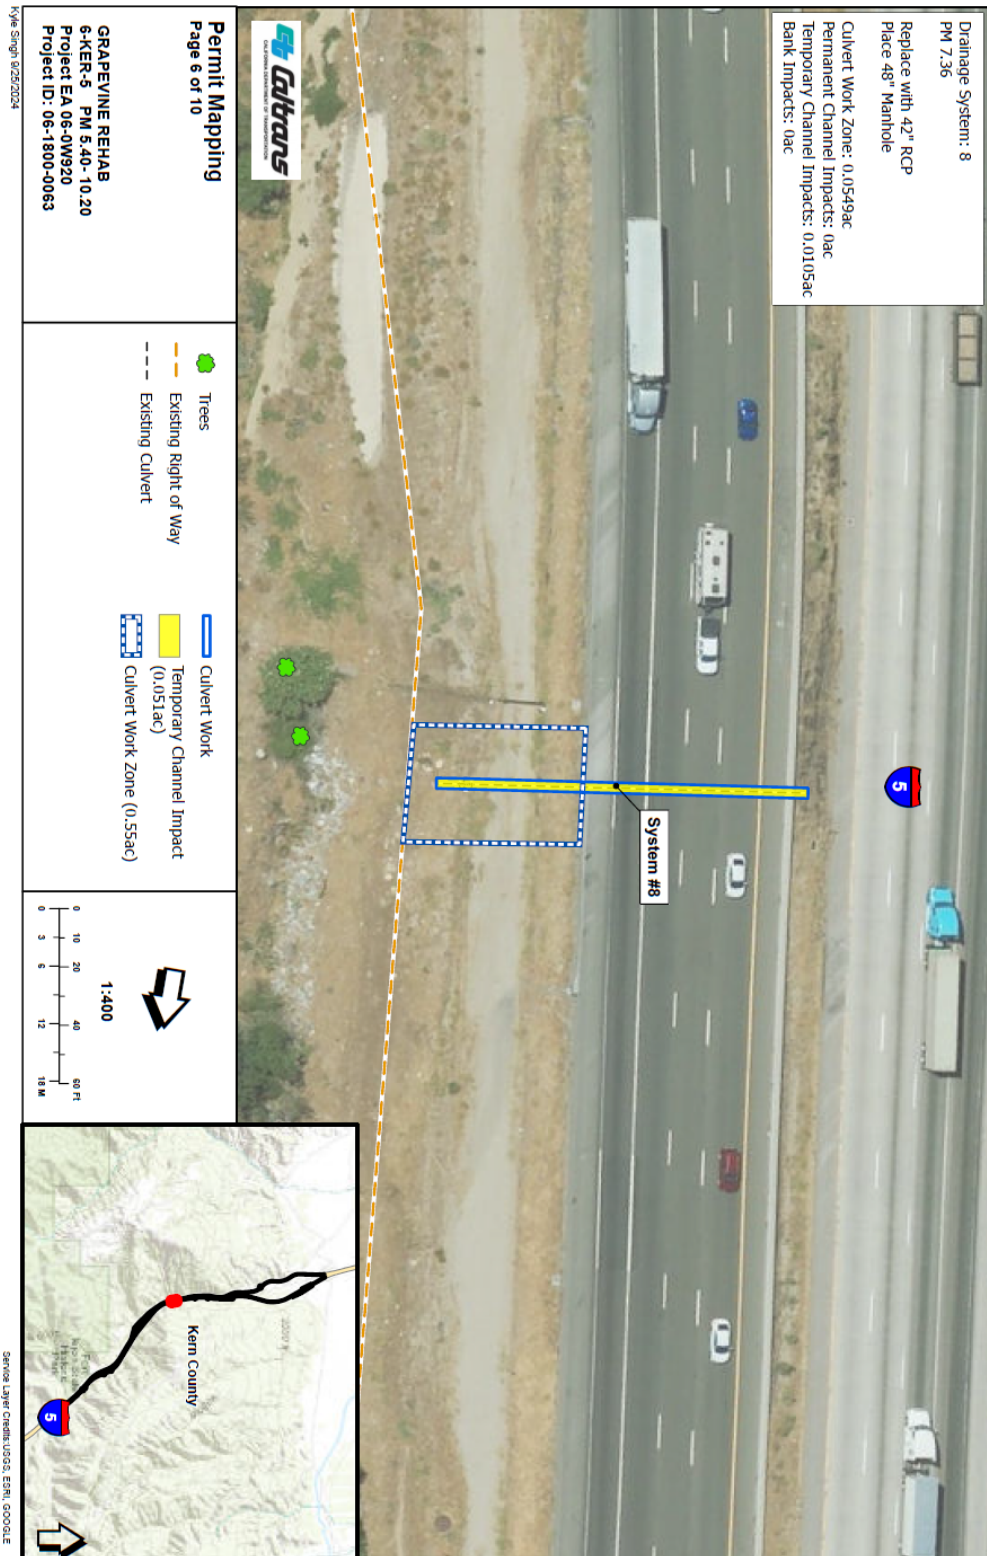 Drainage System: 8
PM 7.36
Replace with 42" RCP
Place 48" Manhole
Culvert Work Zone: 0.0549ac
Permanent Channel Impacts: 0ac
Temporary Channel Impacts: 0.0105ac
Bank Impacts: 0ac
5
System #8
Caltrans
CALIFORNIA DEPARTMENT OF TRANSPORTATION
Permit Mapping
Page 6 of 10
GRAPEVINE REHAB
6-KER-5 PM 5.40- 10.20
Project EA 06-0W920
Project ID: 06-1800-0063
Trees
Existing Right of Way
Existing Culvert
Culvert Work
Temporary Channel Impact
(0.051ac)
Culvert Work Zone (0.55ac)
1:400
0 10 20 40 60 Ft
0 3 6 12 18 M
Kern County
5
Kyle Singh 9/25/2024
Service Layer Credits:USGS, ESRI, GOOGLE